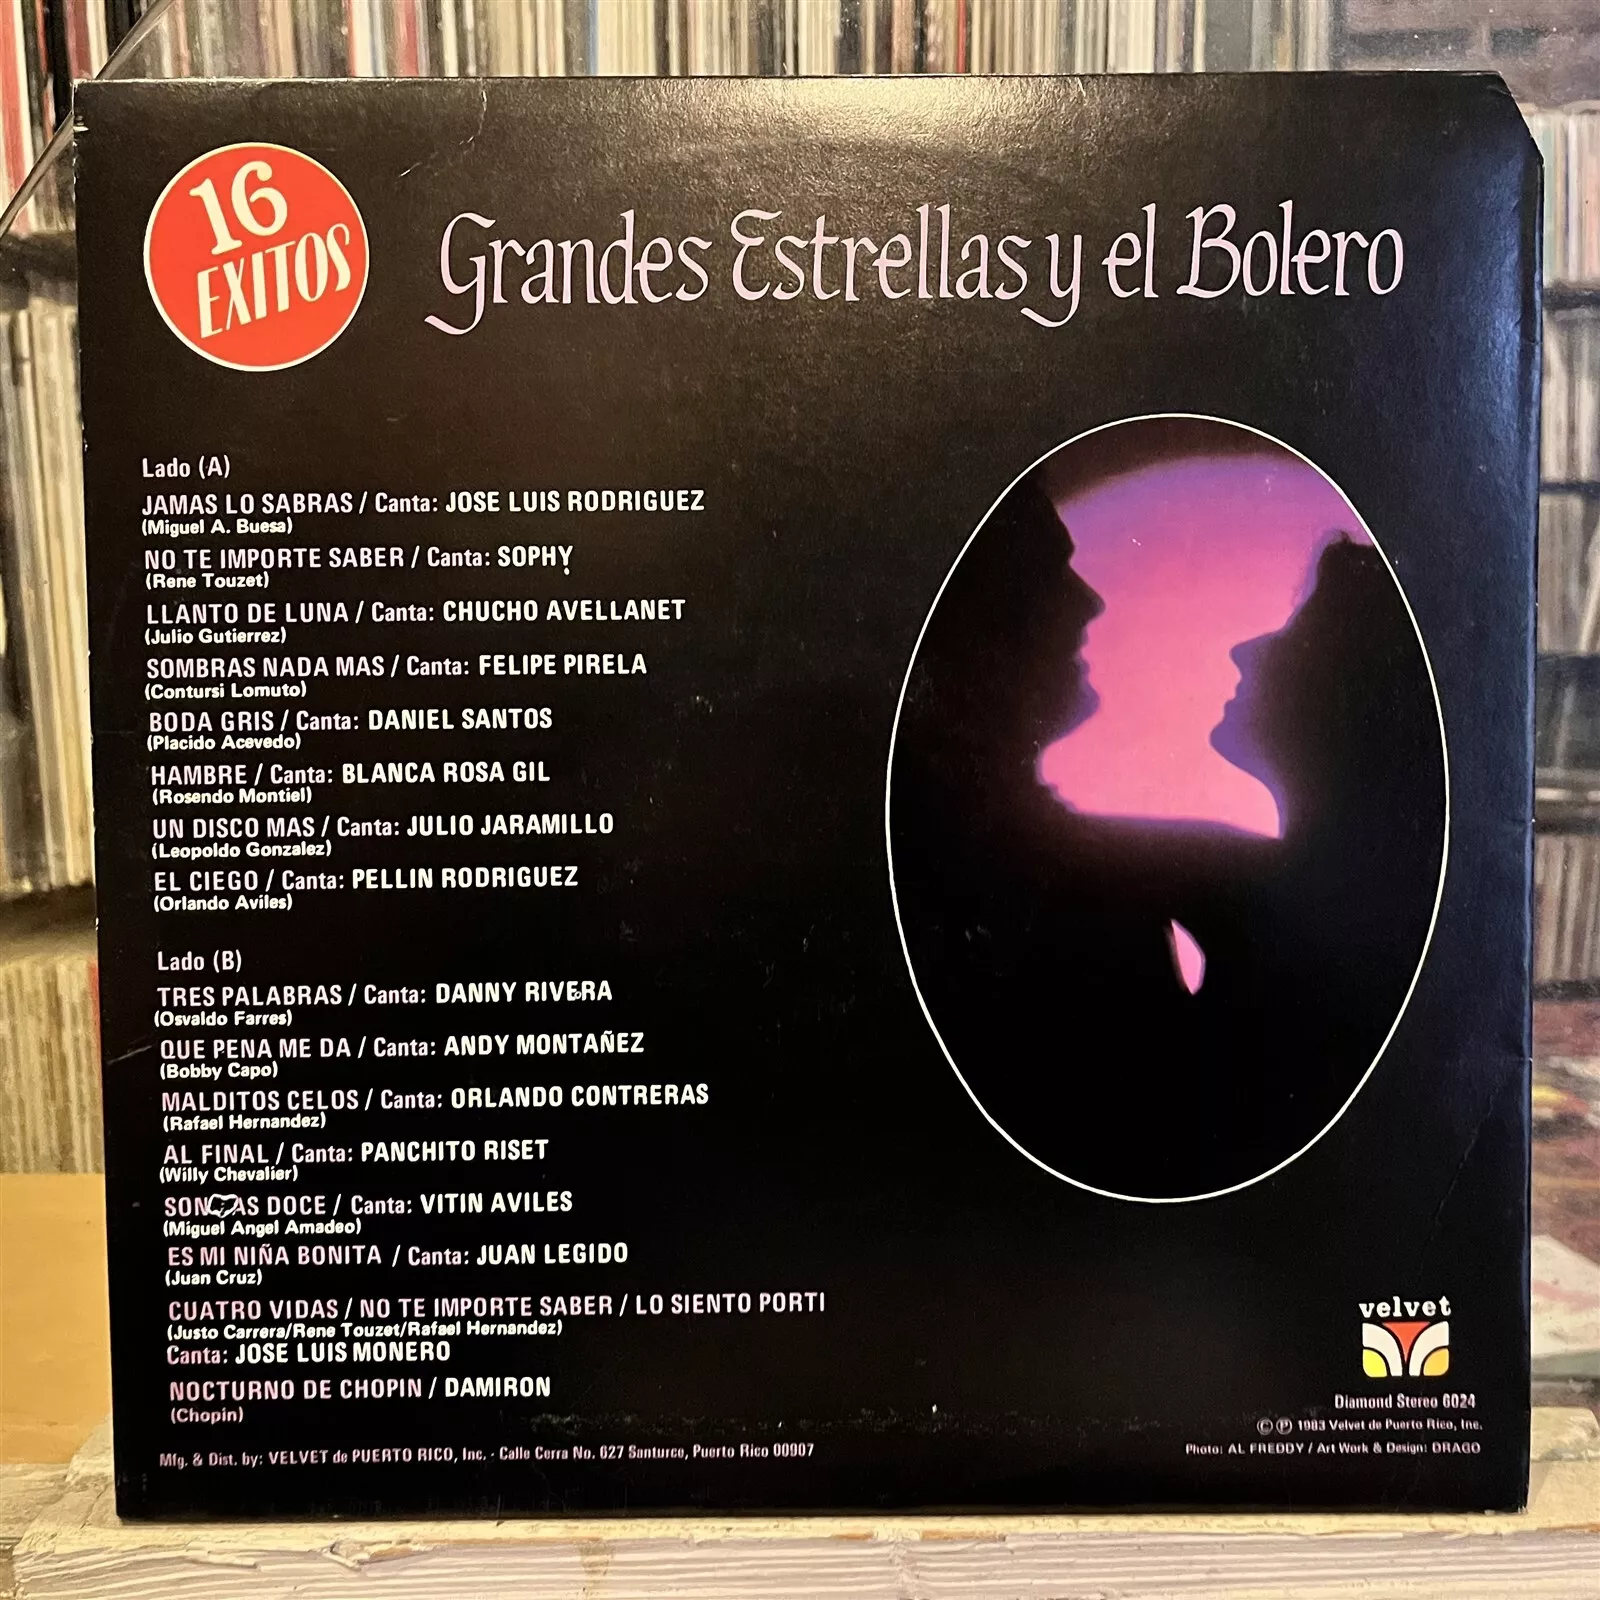 16
EXITOS
Grandes Estrellas y el Bolero
Lado (A)
JAMAS LO SABRAS / Canta: JOSE LUIS RODRIGUEZ
(Miguel A. Buesa)
NO TE IMPORTE SABER / Canta: SOPHY
(Rene Touzet)
LLANTO DE LUNA / Canta: CHUCHO AVELLANET
(Julio Gutierrez)
SOMBRAS NADA MAS / Canta: FELIPE PIRELA
(Contursi Lomuto)
BODA GRIS / Canta: DANIEL SANTOS
(Placido Acevedo)
HAMBRE / Canta: BLANCA ROSA GIL
(Rosendo Montiel)
UN DISCO MAS / Canta: JULIO JARAMILLO
(Leopoldo Gonzalez)
EL CIEGO / Canta: PELLIN RODRIGUEZ
(Orlando Aviles)
Lado (B)
TRES PALABRAS / Canta: DANNY RIVERA
(Osvaldo Farres)
QUE PENA ME DA / Canta: ANDY MONTAÑEZ
(Bobby Capo)
MALDITOS CELOS / Canta: ORLANDO CONTRERAS
(Rafael Hernandez)
AL FINAL / Canta: PANCHITO RISET
(Willy Chevalier)
SON LAS DOCE / Canta: VITIN AVILES
(Miguel Angel Amadeo)
ES MI NIÑA BONITA / Canta: JUAN LEGIDO
(Juan Cruz)
CUATRO VIDAS / NO TE IMPORTE SABER / LO SIENTO PORTI
(Justo Carrera/Rene Touzet/Rafael Hernandez)
Canta: JOSE LUIS MONERO
NOCTURNO DE CHOPIN / DAMIRON
(Chopin)
velvet
Diamond Stereo 6024
© ℗ 1983 Velvet de Puerto Rico, Inc.
Photo: AL FREDDY / Art Work & Design: DRAGO
Mfg. & Dist. by: VELVET de PUERTO RICO, Inc. - Calle Cerra No. 627 Santurce, Puerto Rico 00907